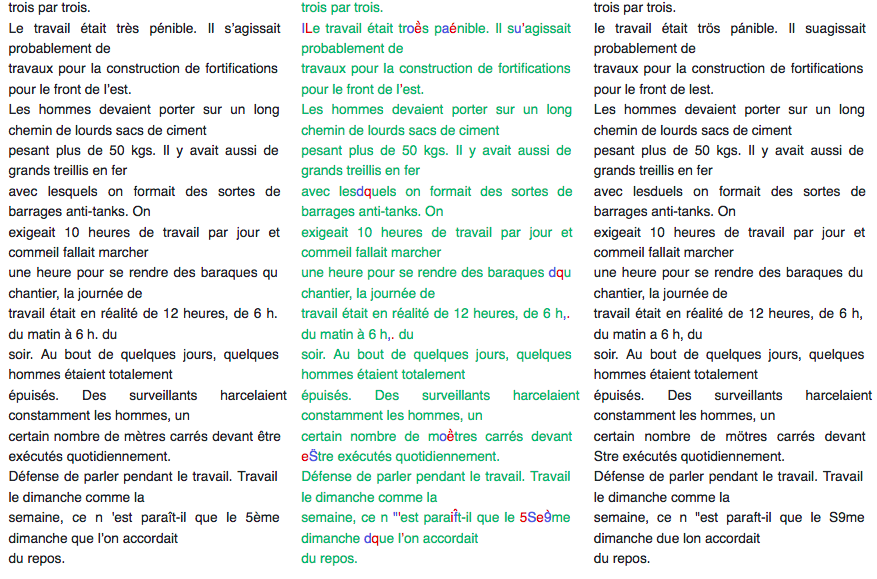 trois par trois.
Le travail était très pénible. Il s'agissait
probablement de
travaux pour la construction de fortifications
pour le front de l'est.
Les hommes devaient porter sur un long
chemin de lourds sacs de ciment
pesant plus de 50 kgs. Il y avait aussi de
grands treillis en fer
avec lesquels on formait des sortes de
barrages anti-tanks. On
exigeait 10 heures de travail par jour et
commeil fallait marcher
une heure pour se rendre des baraques qu
chantier, la journée de
travail était en réalité de 12 heures, de 6 h.
du matin à 6 h. du
soir. Au bout de quelques jours, quelques
hommes étaient totalement
épuisés. Des surveillants harcelaient
constamment les hommes, un
certain nombre de mètres carrés devant être
exécutés quotidiennement.
Défense de parler pendant le travail. Travail
le dimanche comme la
semaine, ce n 'est paraît-il que le 5ème
dimanche que l'on accordait
du repos.
trois par trois.
lLe travail était troès paénible. Il su'agissait
probablement de
travaux pour la construction de fortifications
pour le front de l'est.
Les hommes devaient porter sur un long
chemin de lourds sacs de ciment
pesant plus de 50 kgs. Il y avait aussi de
grands treillis en fer
avec lesdquels on formait des sortes de
barrages anti-tanks. On
exigeait 10 heures de travail par jour et
commeil fallait marcher
une heure pour se rendre des baraques dqu
chantier, la journée de
travail était en réalité de 12 heures, de 6 h,.
du matin à 6 h,. du
soir. Au bout de quelques jours, quelques
hommes étaient totalement
épuisés. Des surveillants harcelaient
constamment les hommes, un
certain nombre de moètres carrés devant
eŜtre exécutés quotidiennement.
Défense de parler pendant le travail. Travail
le dimanche comme la
semaine, ce n "'est paraif̂t-il que le 5Se9̀me
dimanche dque l'on accordait
du repos.
trois par trois.
le travail était trös pánible. Il suagissait
probablement de
travaux pour la construction de fortifications
pour le front de lest.
Les hommes devaient porter sur un long
chemin de lourds sacs de ciment
pesant plus de 50 kgs. Il y avait aussi de
grands treillis en fer
avec lesduels on formait des sortes de
barrages anti-tanks. On
exigeait 10 heures de travail par jour et
commeil fallait marcher
une heure pour se rendre des baraques du
chantier, la journée de
travail était en réalité de 12 heures, de 6 h,
du matin a 6 h, du
soir. Au bout de quelques jours, quelques
hommes étaient totalement
épuisés. Des surveillants harcelaient
constamment les hommes, un
certain nombre de mötres carrés devant
Stre exécutés quotidiennement.
Défense de parler pendant le travail. Travail
le dimanche comme la
semaine, ce n "est paraft-il que le S9me
dimanche due lon accordait
du repos.